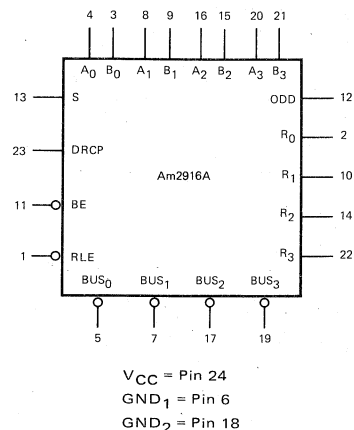 4 3 8 9 16 15 20 21
A0 B0 A1 B1 A2 B2 A3 B3
13 S ODD 12
R0 2
23 DRCP
Am2916A R1 10
11 BE
R2 14
1 RLE R3 22
BUS0 BUS1 BUS2 BUS3
5 7 17 19
VCC = Pin 24
GND1 = Pin 6
GND2 = Pin 18